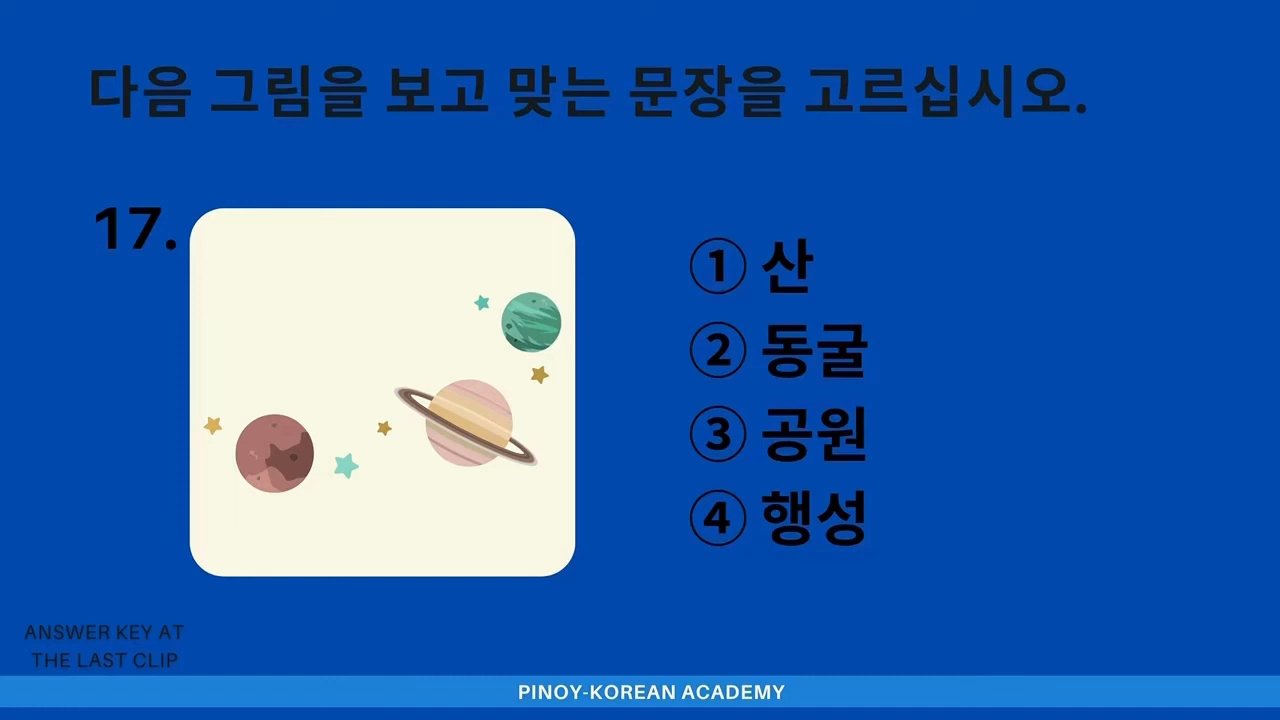 다음 그림을 보고 맞는 문장을 고르십시오.
17.
① 산
② 동굴
③ 공원
④ 행성
ANSWER KEY AT
THE LAST CLIP
PINOY-KOREAN ACADEMY